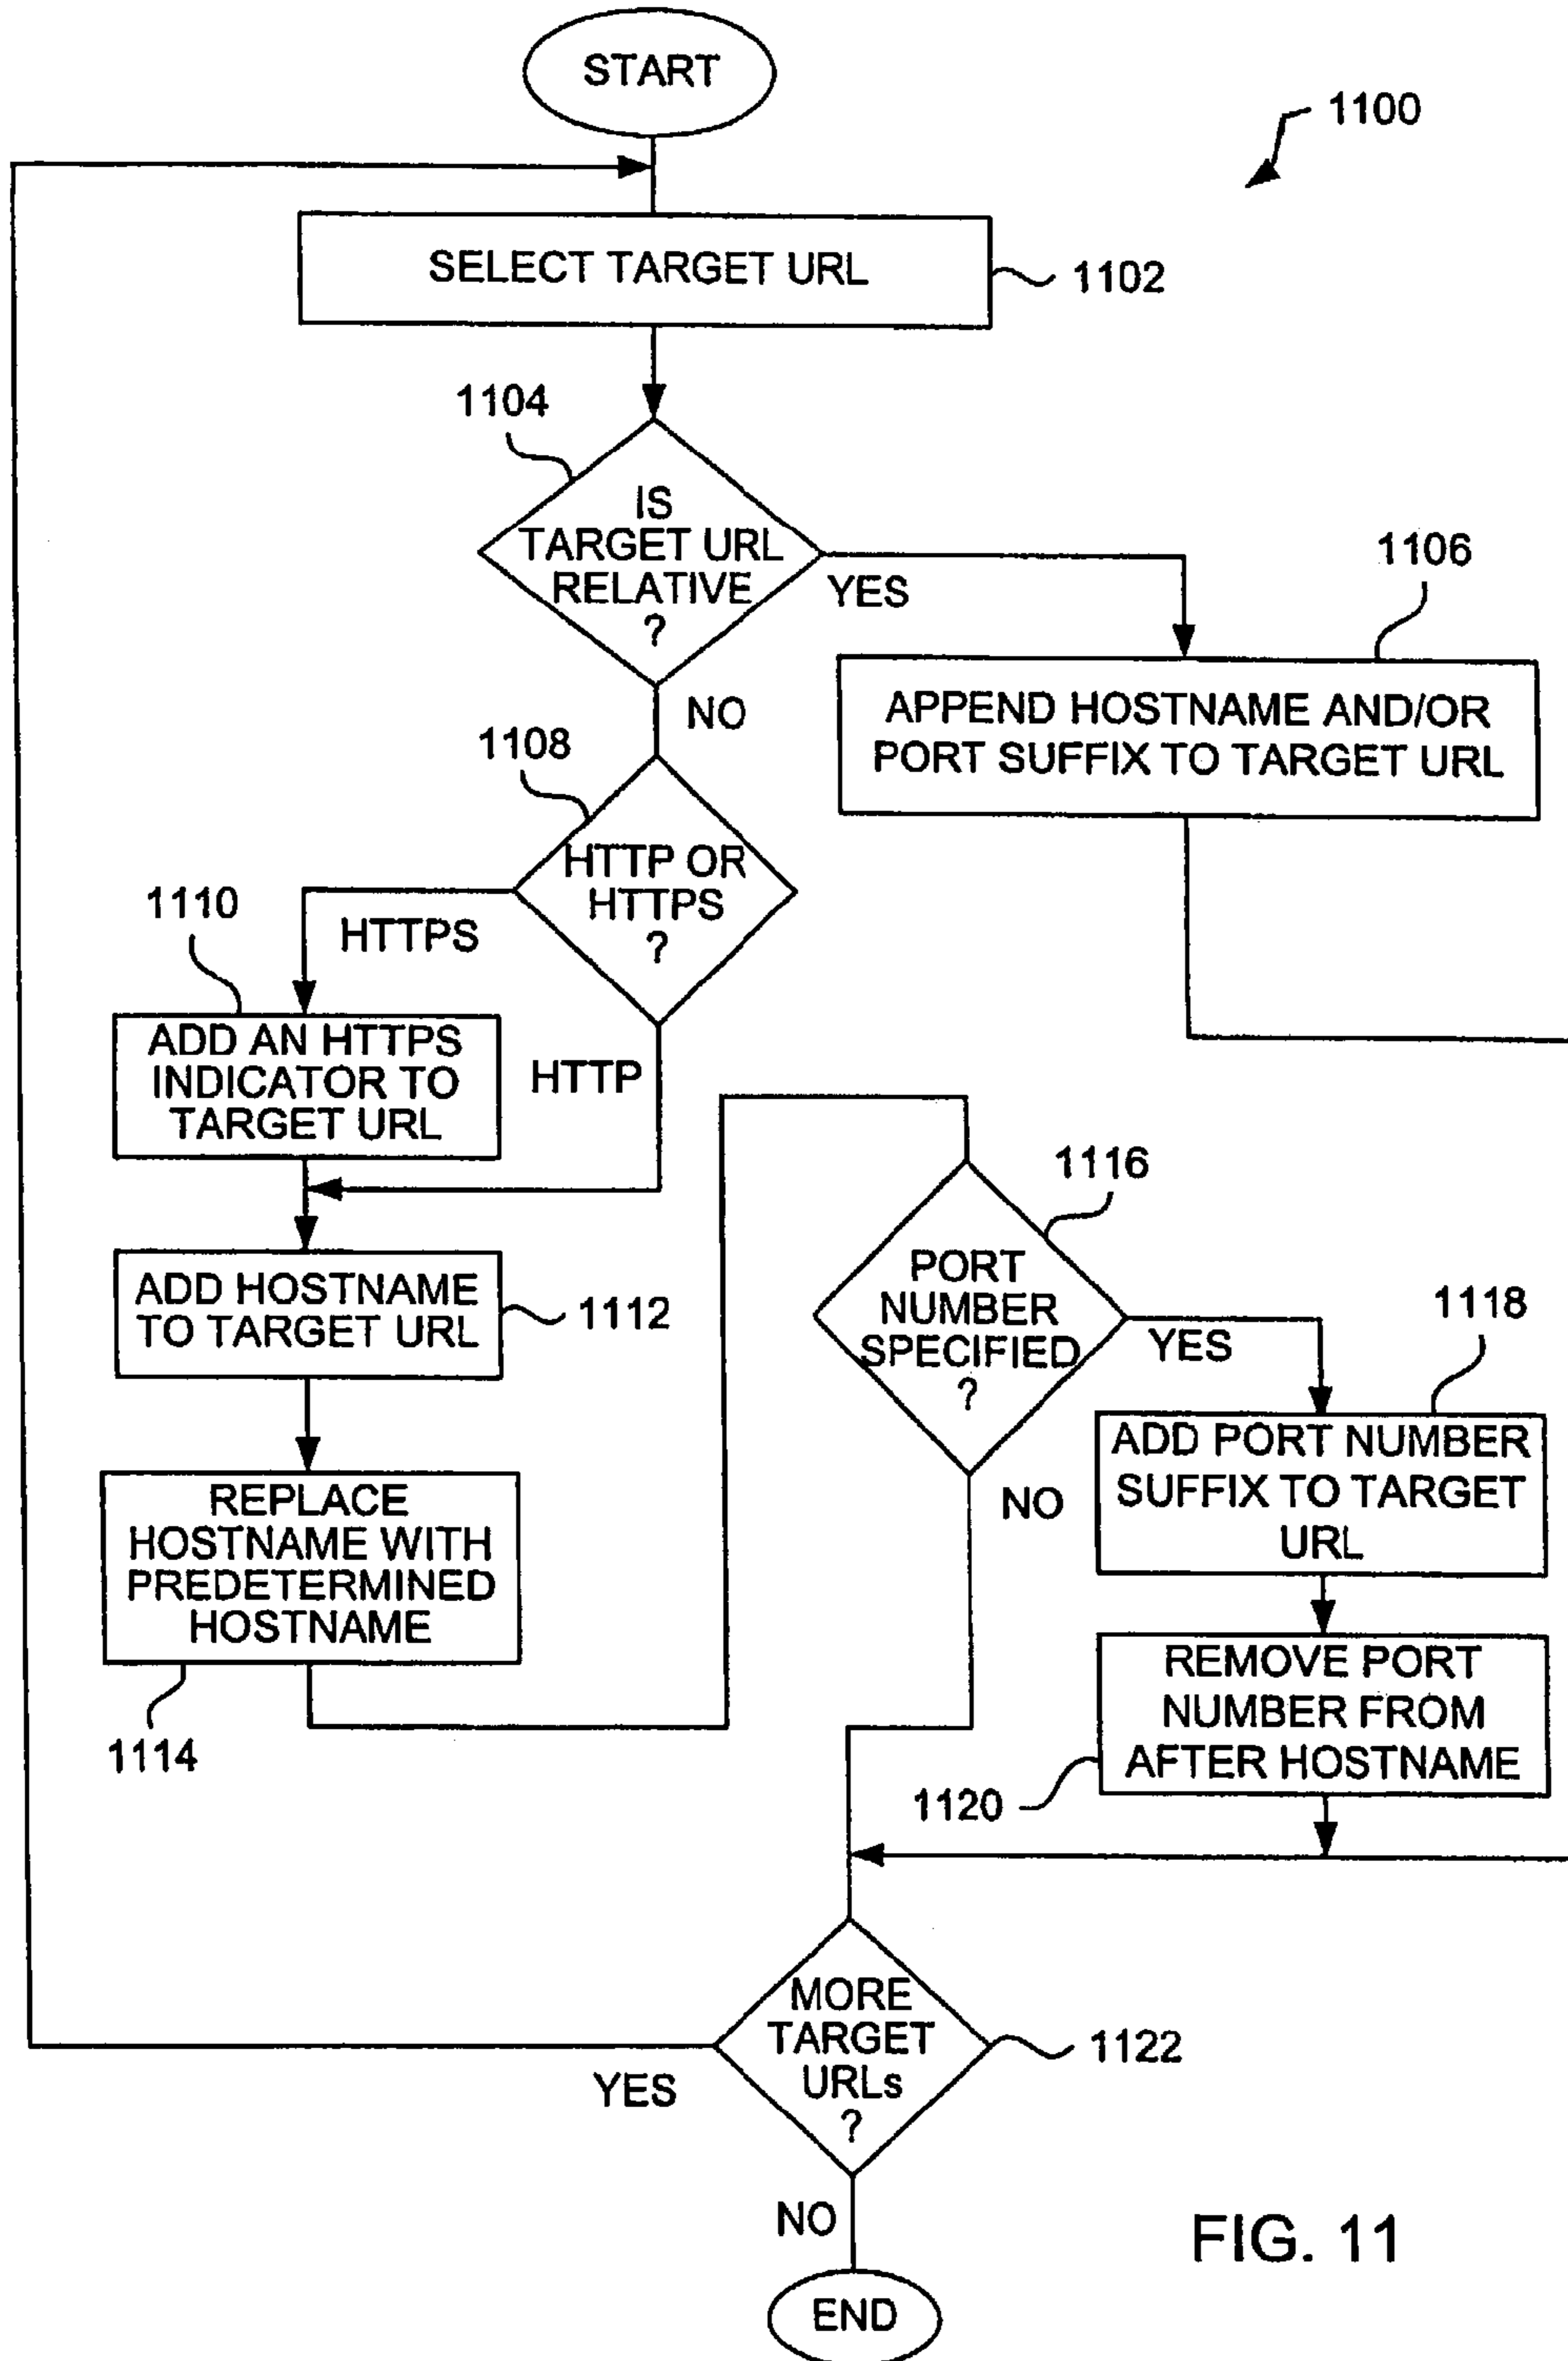 START
1100
SELECT TARGET URL
1102
1104
IS
TARGET URL
RELATIVE
?
YES
NO
1106
APPEND HOSTNAME AND/OR
PORT SUFFIX TO TARGET URL
1108
HTTP OR
HTTPS
?
HTTPS
HTTP
1110
ADD AN HTTPS
INDICATOR TO
TARGET URL
ADD HOSTNAME
TO TARGET URL
1112
REPLACE
HOSTNAME WITH
PREDETERMINED
HOSTNAME
1114
1116
PORT
NUMBER
SPECIFIED
?
YES
NO
1118
ADD PORT NUMBER
SUFFIX TO TARGET
URL
REMOVE PORT
NUMBER FROM
AFTER HOSTNAME
1120
MORE
TARGET
URLs
?
1122
YES
NO
END
FIG. 11